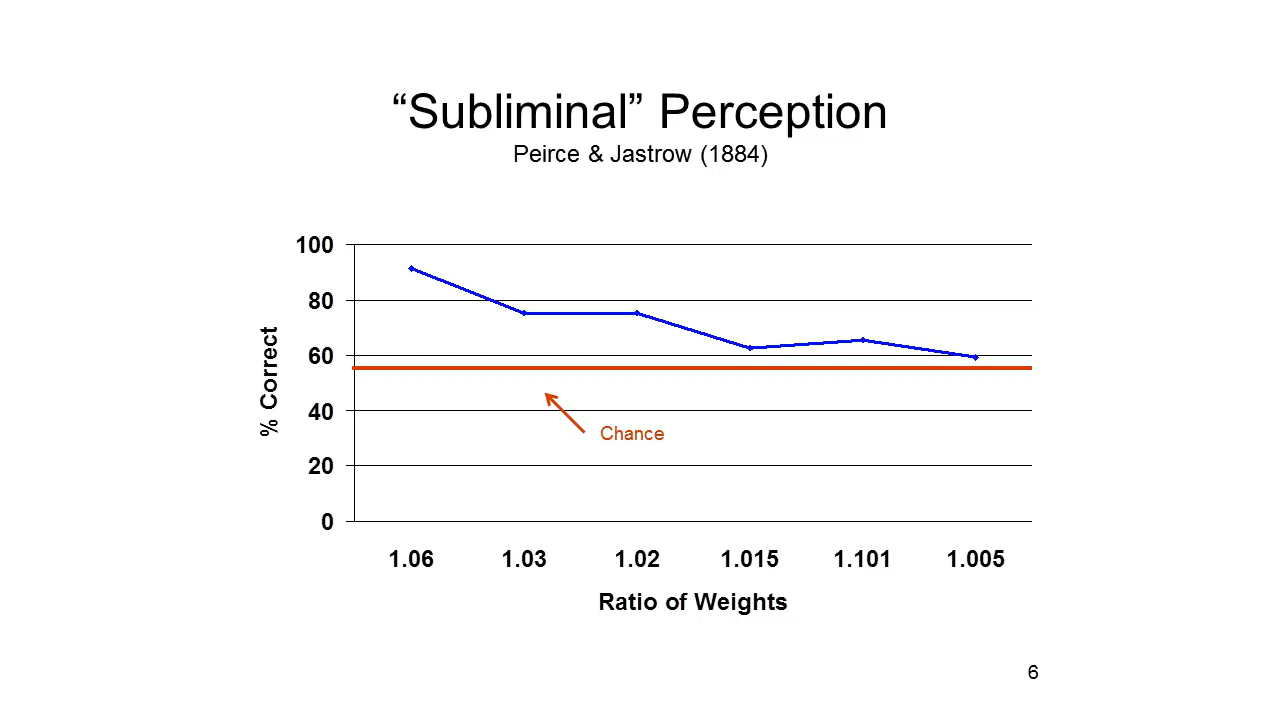 “Subliminal” Perception
Peirce & Jastrow (1884)
100
80
60
40
20
0
% Correct
Chance
1.06 1.03 1.02 1.015 1.101 1.005
Ratio of Weights
6